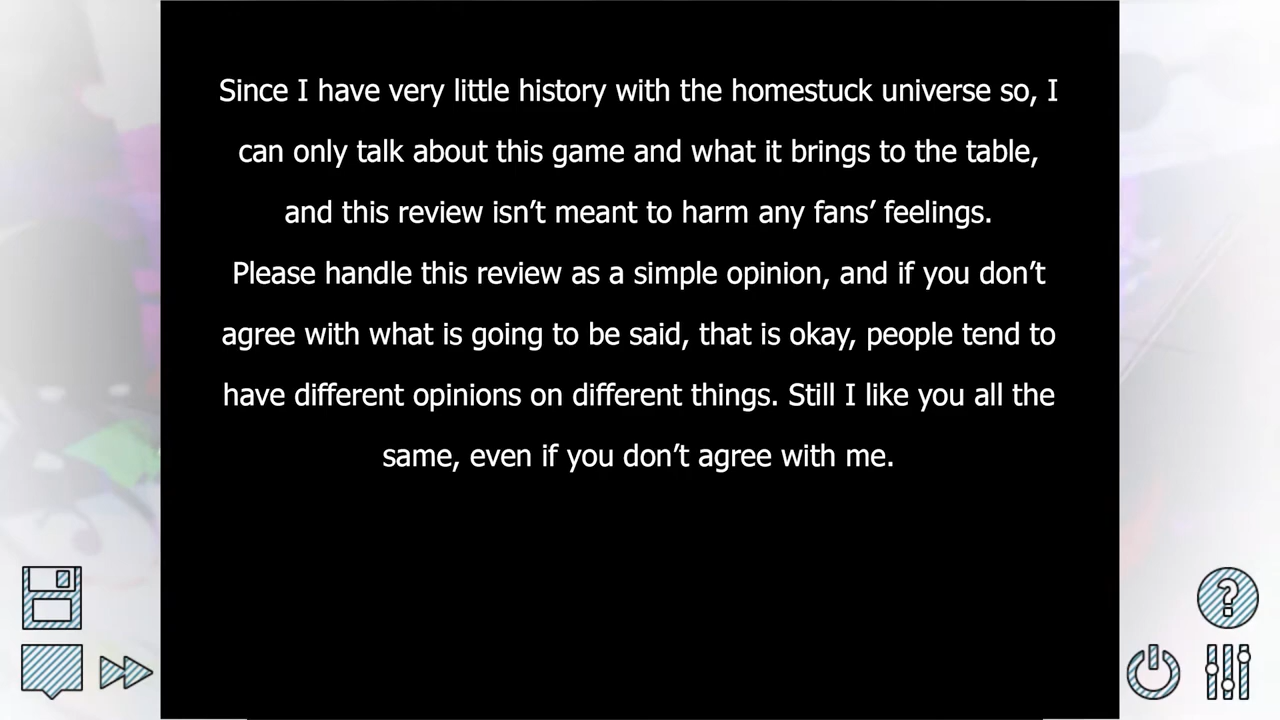 Since I have very little history with the homestuck universe so, I
can only talk about this game and what it brings to the table,
and this review isn’t meant to harm any fans’ feelings.
Please handle this review as a simple opinion, and if you don’t
agree with what is going to be said, that is okay, people tend to
have different opinions on different things. Still I like you all the
same, even if you don’t agree with me.
?